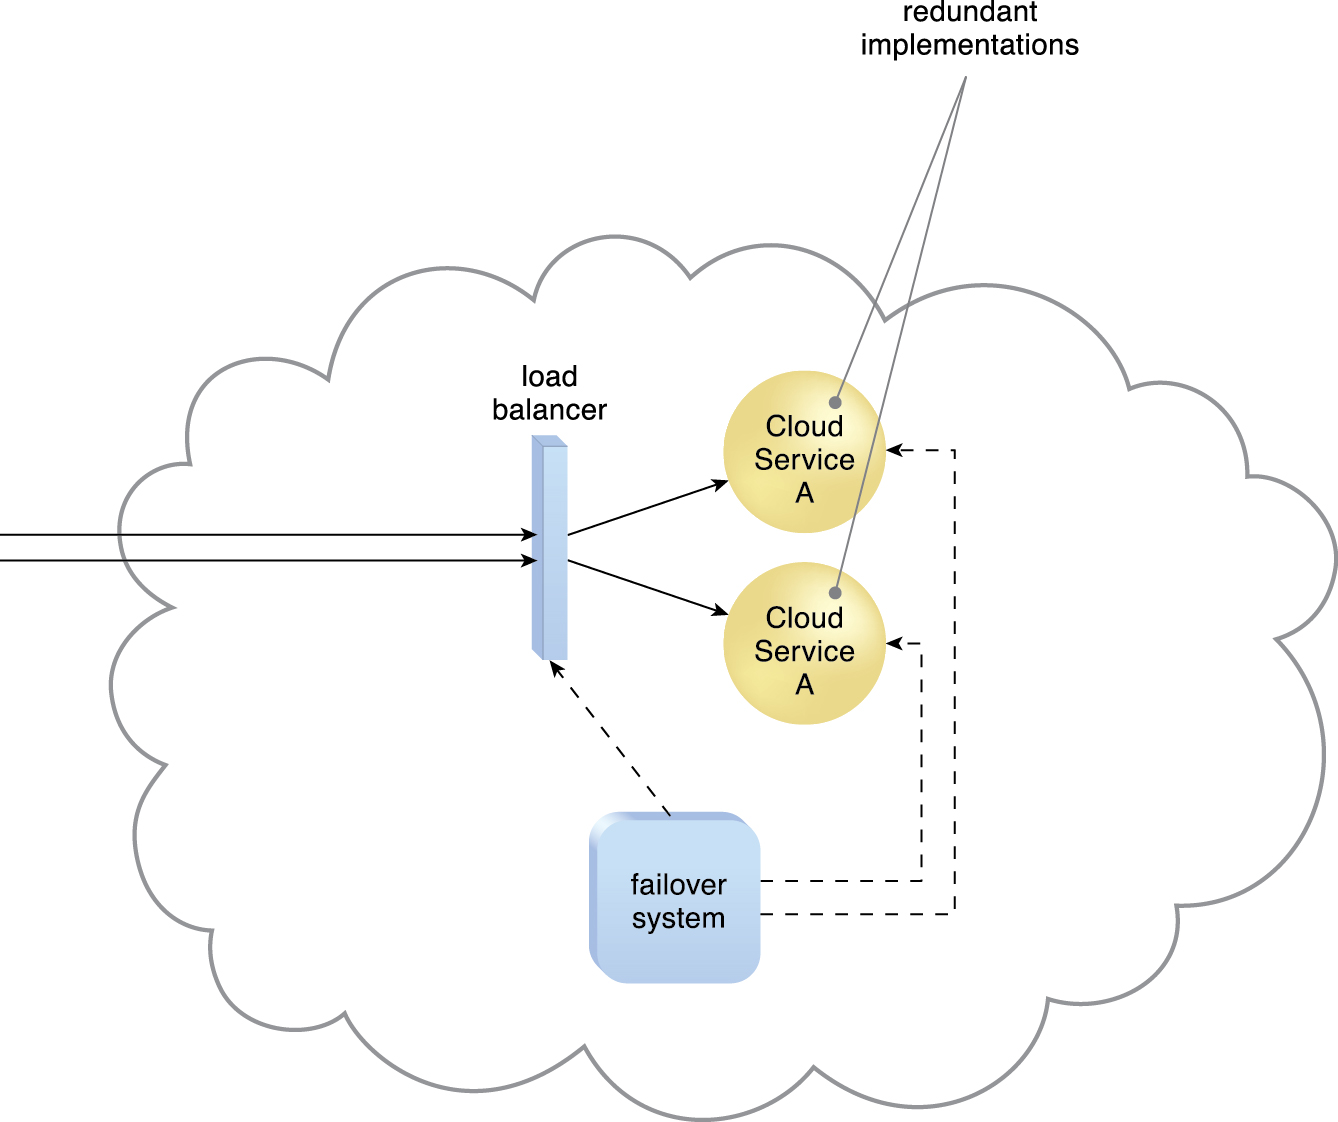 redundant
implementations
load
balancer
Cloud
Service
A
Cloud
Service
A
failover
system